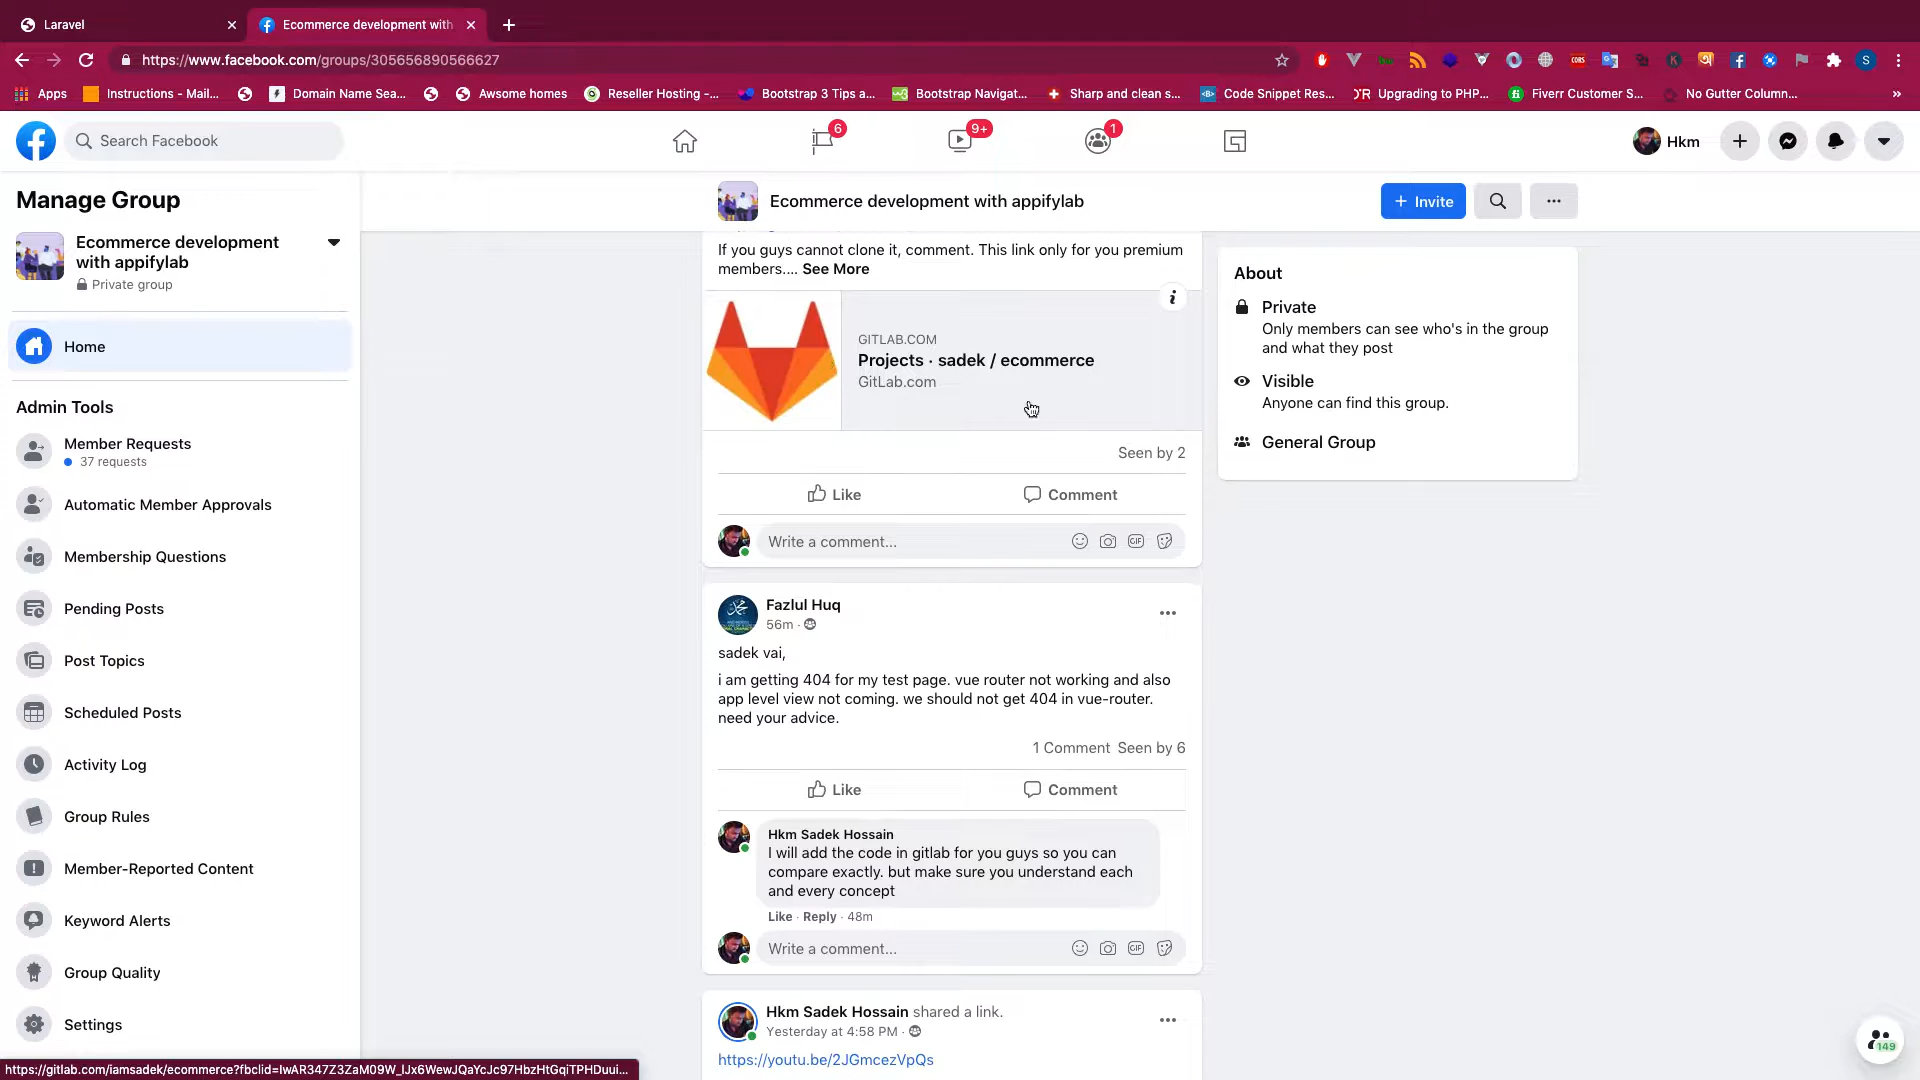 Laravel
Ecommerce development with
https://www.facebook.com/groups/305656890566627
Apps
Instructions - Mail...
Domain Name Sea...
Awsome homes
Reseller Hosting -...
Bootstrap 3 Tips a...
Bootstrap Navigat...
Sharp and clean s...
Code Snippet Res...
Upgrading to PHP...
Fiverr Customer S...
No Gutter Column...
»
Search Facebook
6
9+
1
Hkm
Manage Group
Ecommerce development
with appifylab
Private group
Home
Admin Tools
Member Requests
37 requests
Automatic Member Approvals
Membership Questions
Pending Posts
Post Topics
Scheduled Posts
Activity Log
Group Rules
Member-Reported Content
Keyword Alerts
Group Quality
Settings
https://gitlab.com/iamsadek/ecommerce?fbclid=IwAR347Z3ZaM09W_IJx6WewJQaYcJc97HbzHtGqiTPHDuui...
Ecommerce development with appifylab
+ Invite
If you guys cannot clone it, comment. This link only for you premium
members.... See More
GITLAB.COM
Projects · sadek / ecommerce
GitLab.com
Seen by 2
Like
Comment
Write a comment...
GIF
Fazlul Huq
56m ·
sadek vai,
i am getting 404 for my test page. vue router not working and also
app level view not coming. we should not get 404 in vue-router.
need your advice.
1 Comment Seen by 6
Like
Comment
Hkm Sadek Hossain
I will add the code in gitlab for you guys so you can
compare exactly. but make sure you understand each
and every concept
Like · Reply · 48m
Write a comment...
GIF
Hkm Sadek Hossain shared a link.
Yesterday at 4:58 PM ·
https://youtu.be/2JGmcezVpQs
About
Private
Only members can see who's in the group
and what they post
Visible
Anyone can find this group.
General Group
149